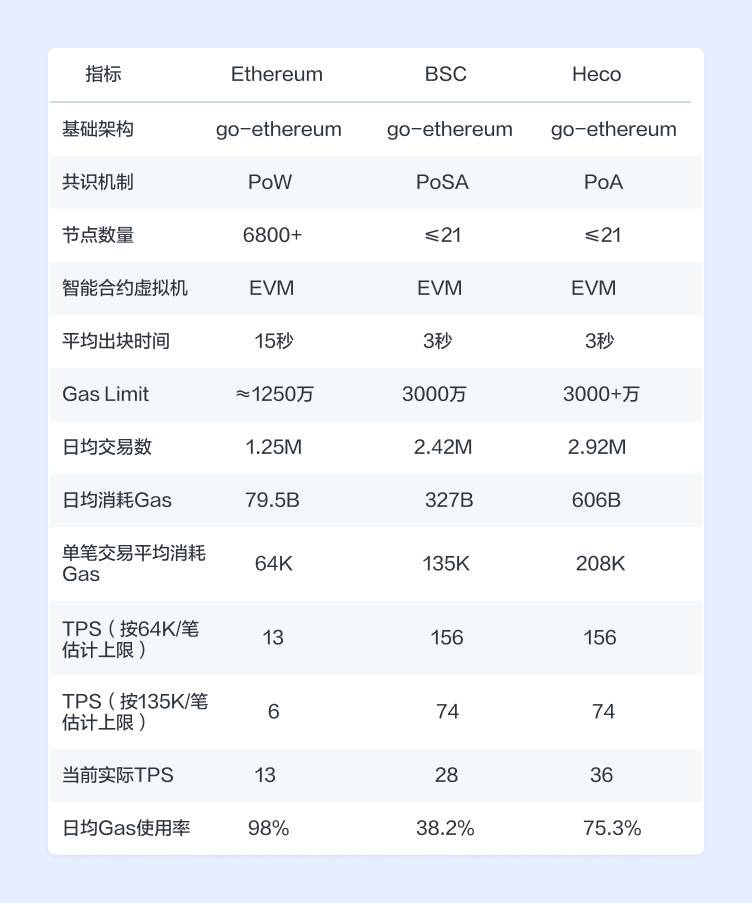 指标 Ethereum BSC Heco
基础架构 go-ethereum go-ethereum go-ethereum
共识机制 PoW PoSA PoA
节点数量 6800+ ≤21 ≤21
智能合约虚拟机 EVM EVM EVM
平均出块时间 15秒 3秒 3秒
Gas Limit ≈1250万 3000万 3000+万
日均交易数 1.25M 2.42M 2.92M
日均消耗Gas 79.5B 327B 606B
单笔交易平均消耗
Gas 64K 135K 208K
TPS（按64K/笔
估计上限） 13 156 156
TPS（按135K/笔
估计上限） 6 74 74
当前实际TPS 13 28 36
日均Gas使用率 98% 38.2% 75.3%